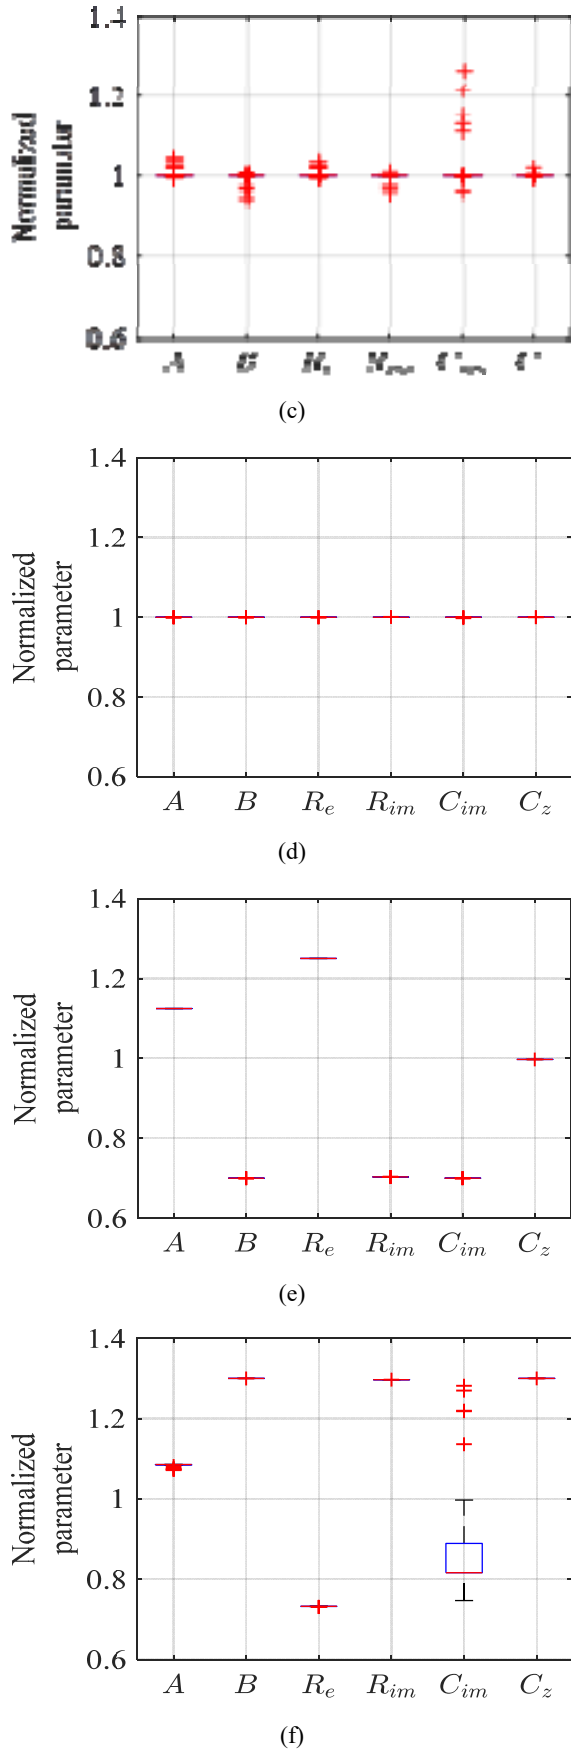 1.4
1.2
1
0.8
0.6
(c)
Normalized
parameter
1.4
1.2
1
0.8
0.6
A B R_e R_im C_im C_z
(d)
Normalized
parameter
1.4
1.2
1
0.8
0.6
A B R_e R_im C_im C_z
(e)
Normalized
parameter
1.4
1.2
1
0.8
0.6
A B R_e R_im C_im C_z
(f)